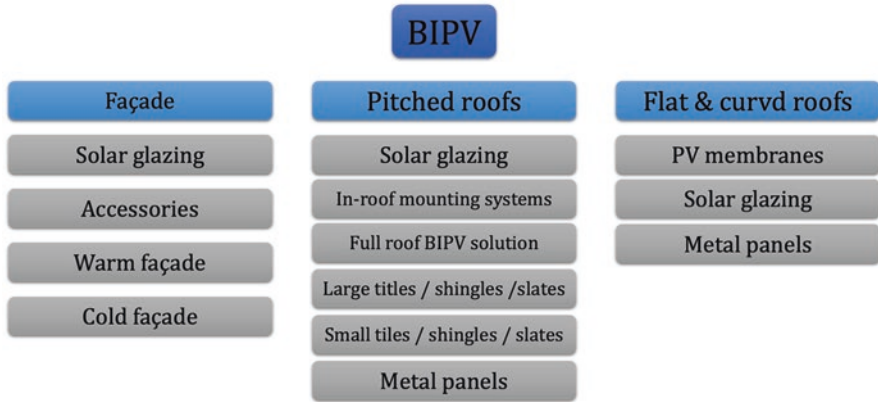 BIPV
Façade
Solar glazing
Accessories
Warm façade
Cold façade
Pitched roofs
Solar glazing
In-roof mounting systems
Full roof BIPV solution
Large titles / shingles /slates
Small tiles / shingles / slates
Metal panels
Flat & curvd roofs
PV membranes
Solar glazing
Metal panels